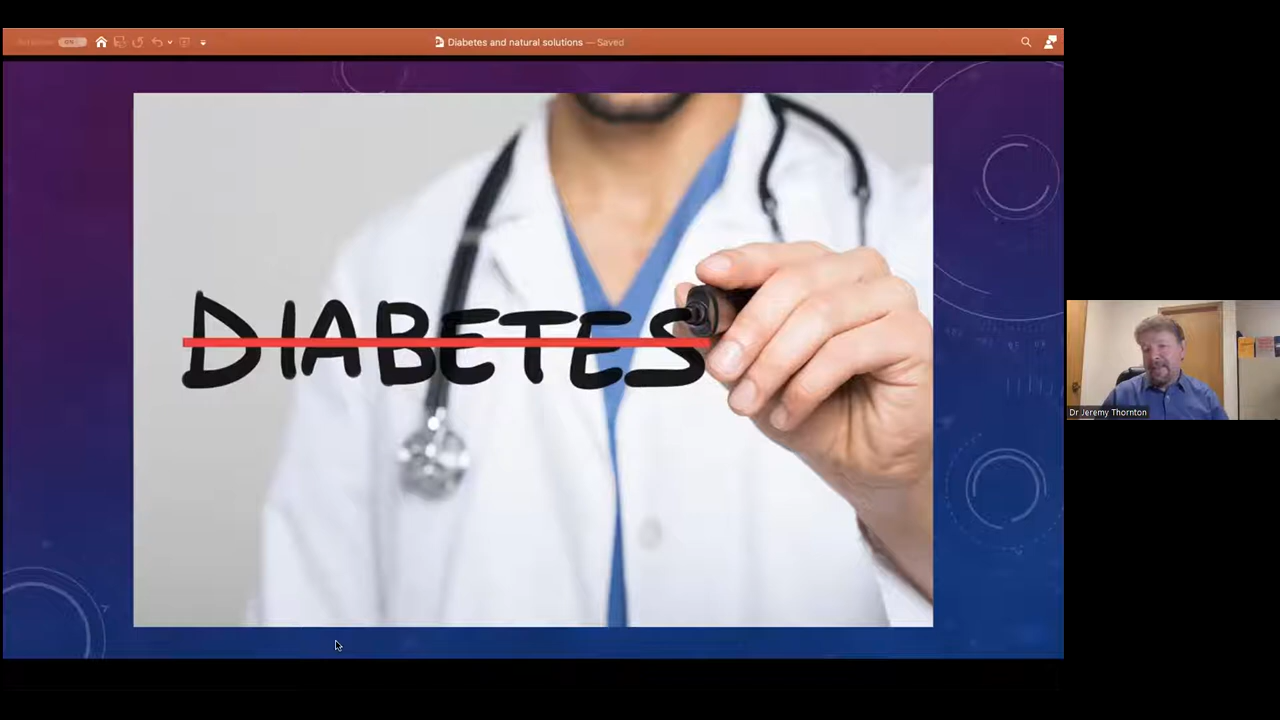 Diabetes and natural solutions — Saved
DIABETES
Dr Jeremy Thornton